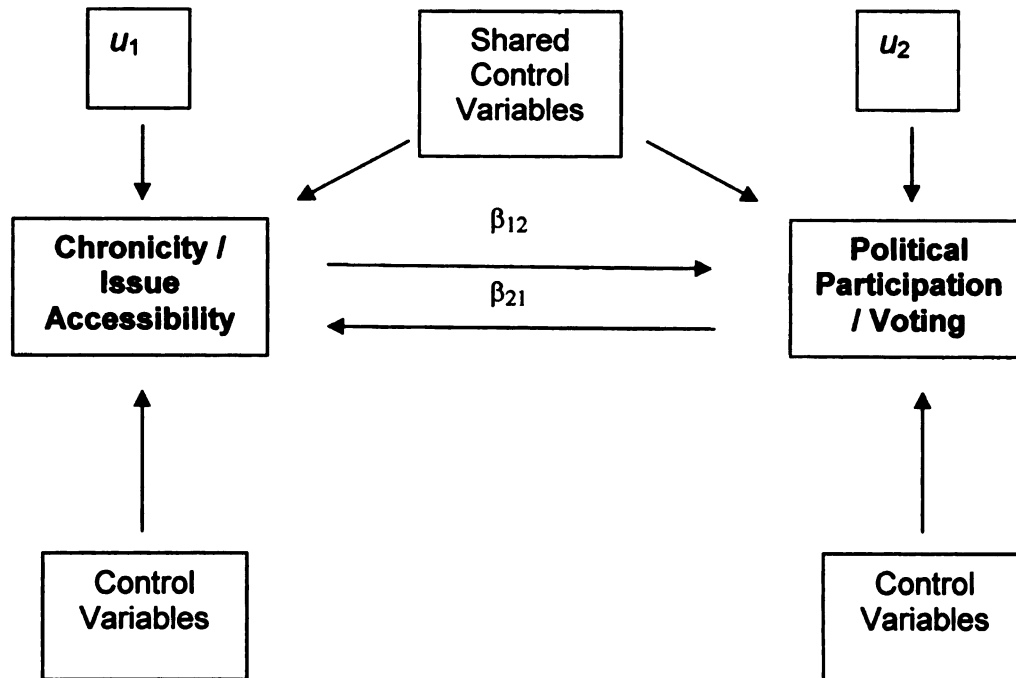 u1
Shared
Control
Variables
u2
Chronicity /
Issue
Accessibility
β12
β21
Political
Participation
/ Voting
Control
Variables
Control
Variables